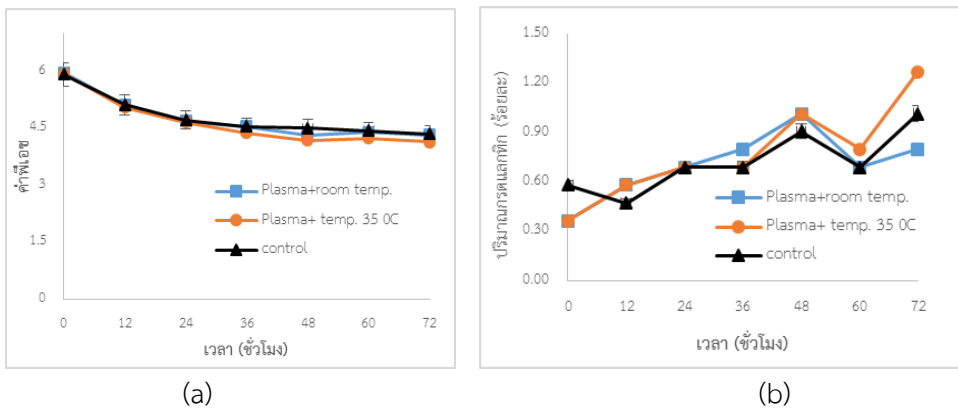 6
4.5
3
1.5
0
ค่าพีเอช
Plasma+room temp.
Plasma+ temp. 35 0C
control
0 12 24 36 48 60 72
เวลา (ชั่วโมง)
(a)
1.50
1.20
0.90
0.60
0.30
0.00
ปริมาณกรดแลกทิก (ร้อยละ)
Plasma+room temp.
Plasma+ temp. 35 0C
control
0 12 24 36 48 60 72
เวลา (ชั่วโมง)
(b)